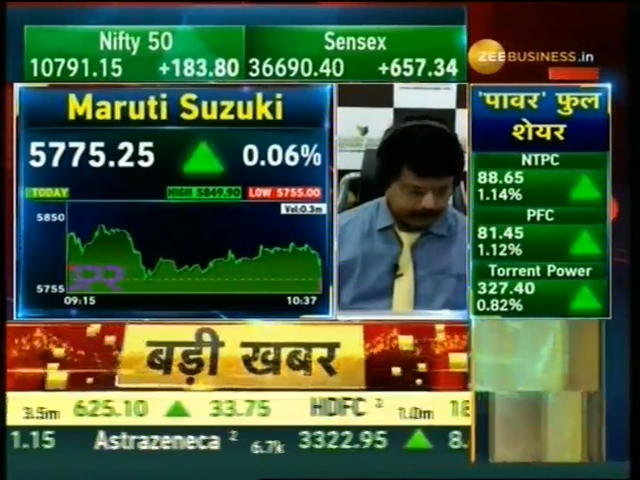 Nifty 50
10791.15 +183.80
Sensex
36690.40 +657.34
ZEEBUSINESS.in
Maruti Suzuki
5775.25 0.06%
TODAY HIGH 5849.90 LOW 5755.00
Vol:0.3m
5850
5755
09:15 10:37
'पावर' फुल
शेयर
NTPC
88.65
1.14%
PFC
81.45
1.12%
Torrent Power
327.40
0.82%
बड़ी खबर
3.5m 625.10 33.75 HDFC 2 1.0m 18
1.15 Astrazeneca 2 6.7k 3322.95 8.